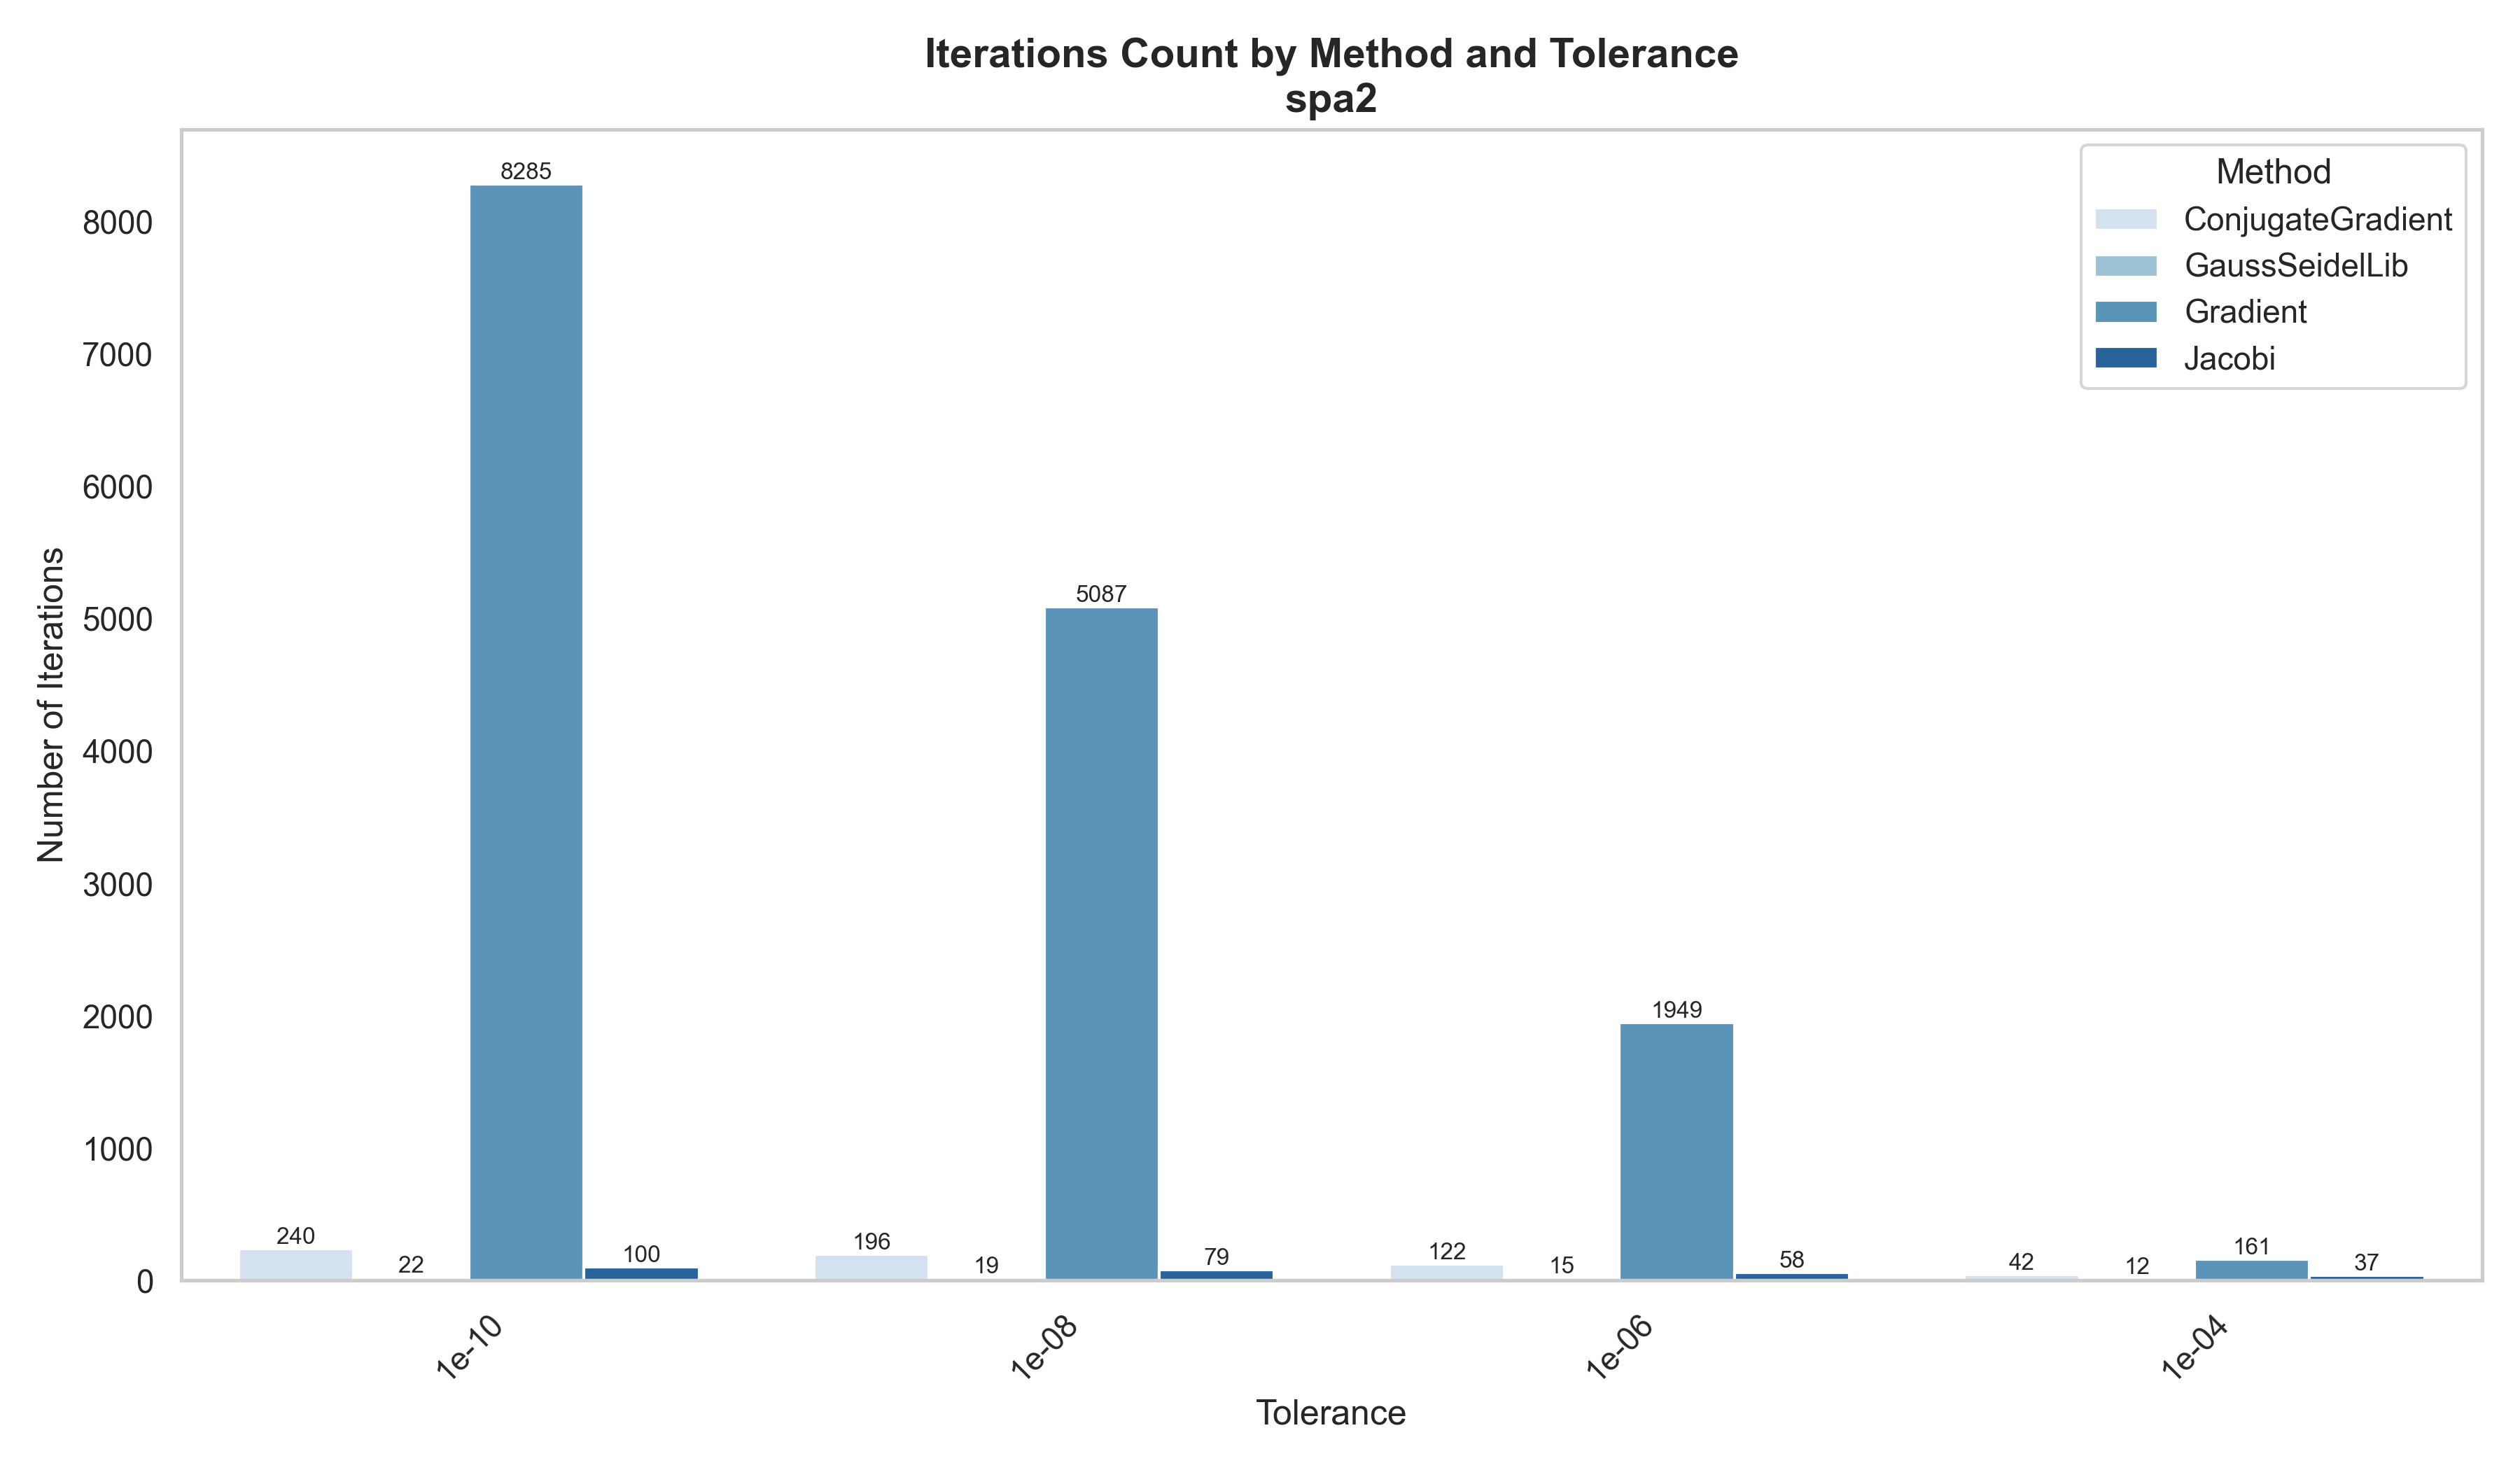 Iterations Count by Method and Tolerance
spa2
Method
ConjugateGradient
GaussSeidelLib
Gradient
Jacobi
Number of Iterations
8000
7000
6000
5000
4000
3000
2000
1000
0
240
22
8285
100
196
19
5087
79
122
15
1949
58
42
12
161
37
1e-10
1e-08
1e-06
1e-04
Tolerance